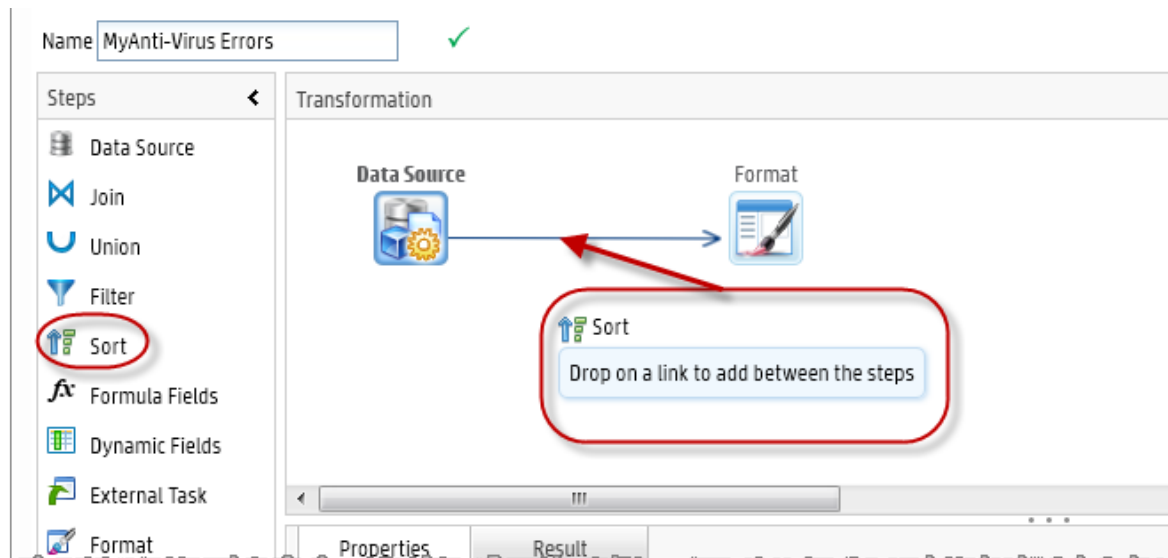 Name MyAnti-Virus Errors
Steps
Transformation
Data Source
Join
Union
Filter
Sort
fx Formula Fields
Dynamic Fields
External Task
Format
Data Source
Format
Sort
Drop on a link to add between the steps
Properties
Result